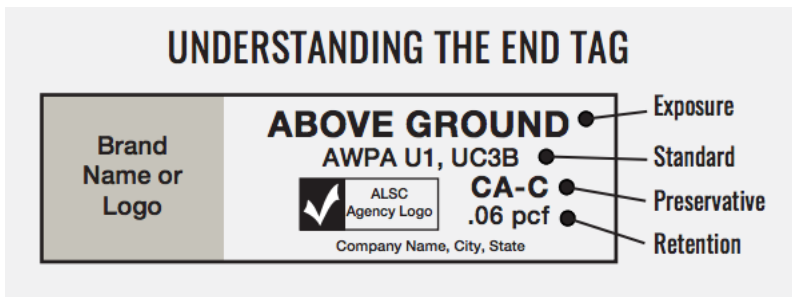 UNDERSTANDING THE END TAG
Brand
Name or
Logo
ABOVE GROUND
AWPA U1, UC3B
ALSC
Agency Logo
CA-C
.06 pcf
Company Name, City, State
Exposure
Standard
Preservative
Retention